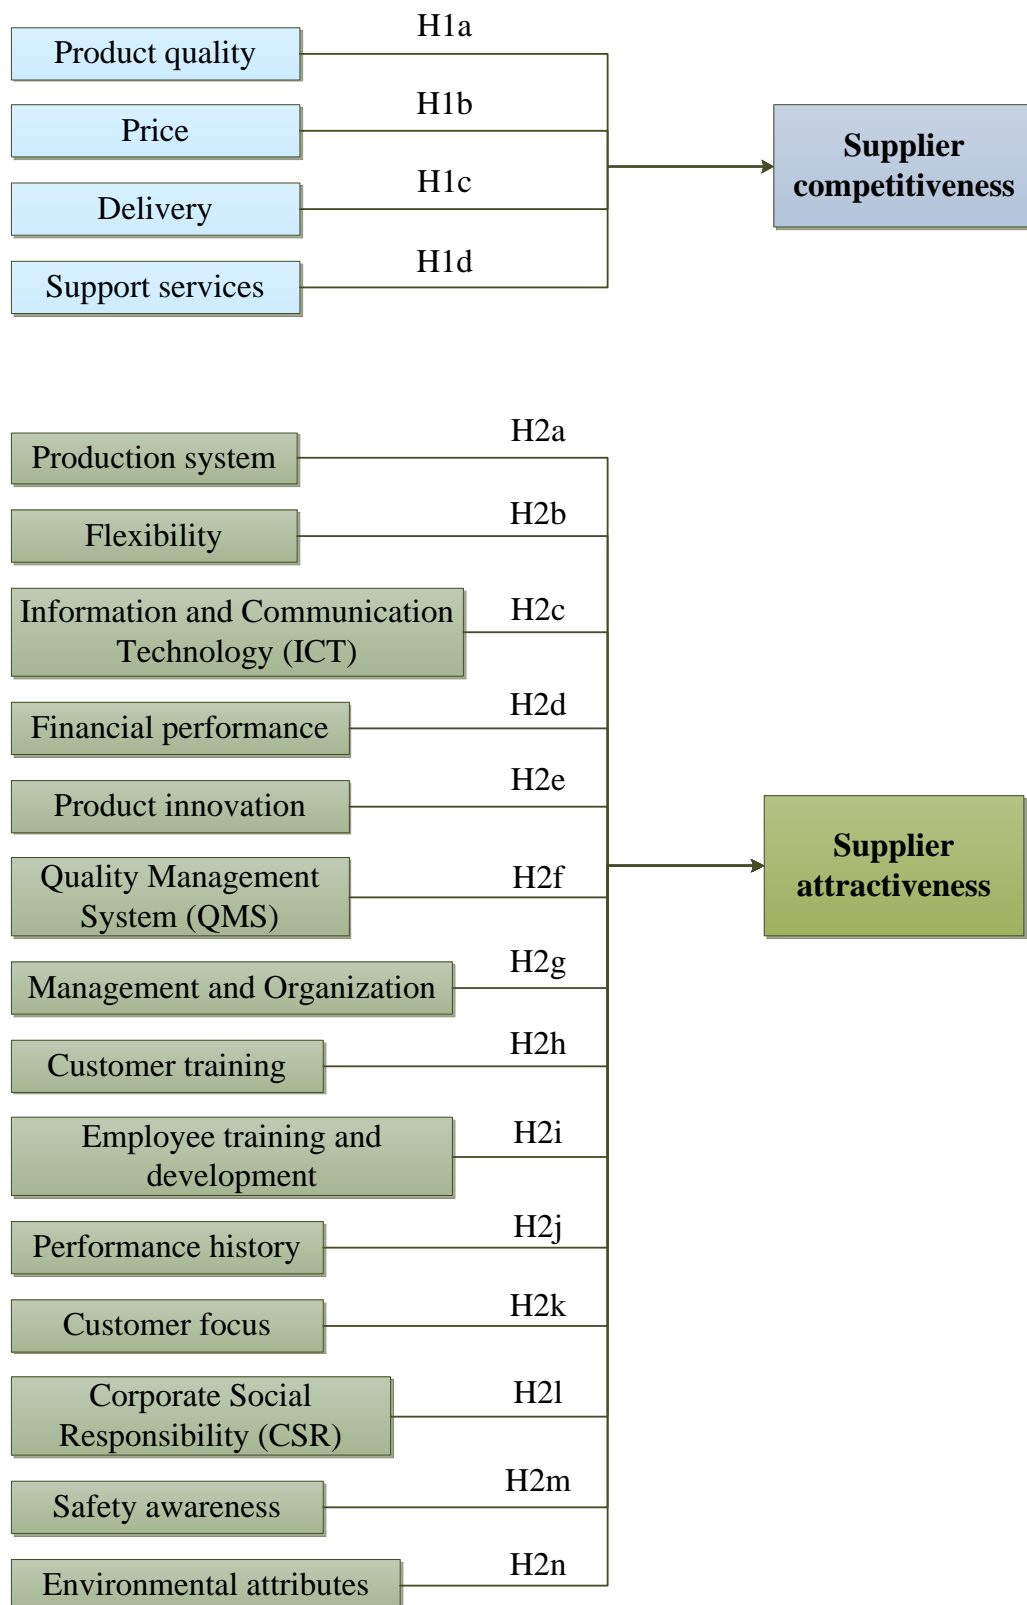 H1a
Product quality
H1b
Price
Supplier
competitiveness
H1c
Delivery
H1d
Support services
H2a
Production system
H2b
Flexibility
H2c
Information and Communication
Technology (ICT)
H2d
Financial performance
H2e
Product innovation
Supplier
attractiveness
H2f
Quality Management
System (QMS)
H2g
Management and Organization
H2h
Customer training
H2i
Employee training and
development
H2j
Performance history
H2k
Customer focus
H2l
Corporate Social
Responsibility (CSR)
H2m
Safety awareness
H2n
Environmental attributes